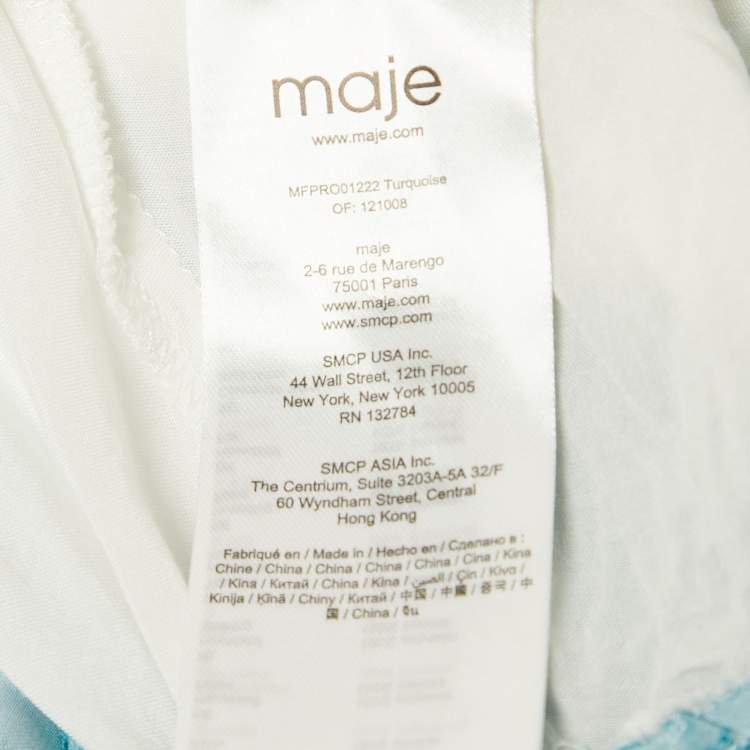 maje
www.maje.com
MFPRO01222 Turquoise
OF: 121008
maje
2-6 rue de Marengo
75001 Paris
www.maje.com
www.smcp.com
SMCP USA Inc.
44 Wall Street, 12th Floor
New York, New York 10005
RN 132784
SMCP ASIA Inc.
The Centrium, Suite 3203A-5A 32/F
60 Wyndham Street, Central
Hong Kong
Fabriqué en / Made in / Hecho en / Сделано в :
Chine / China / China / China / China / Cina / Kina
/ Kina / Китай / China / Kina / الصين / Çin / Kiva /
Kinija / Ķīnā / Chiny / Китай / 中国 / 中國 / 중국 / 中
国 / China / จีน